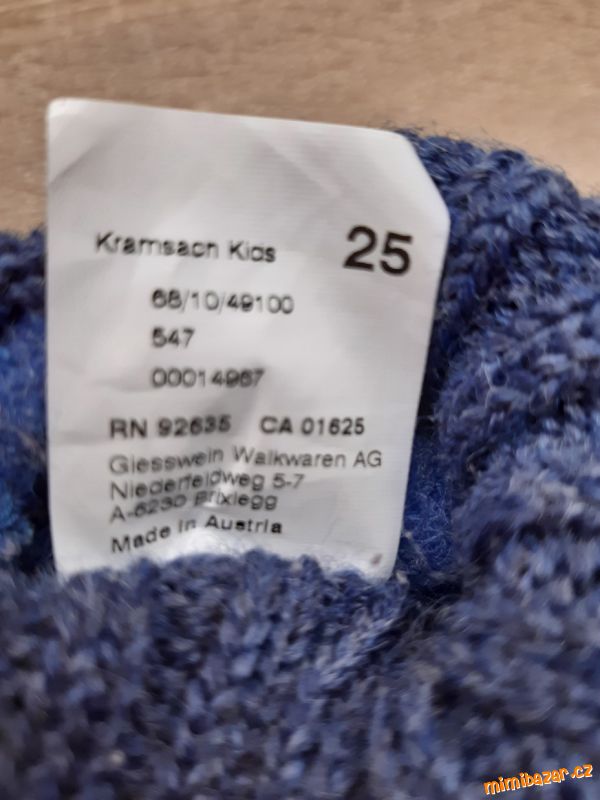 Kramsach Kids 25
68/10/49100
547
00014967
RN 92635 CA 01625
Giesswein Walkwaren AG
Niederfeldweg 5-7
A-6230 Brixlegg
Made in Austria
mimibazar.cz